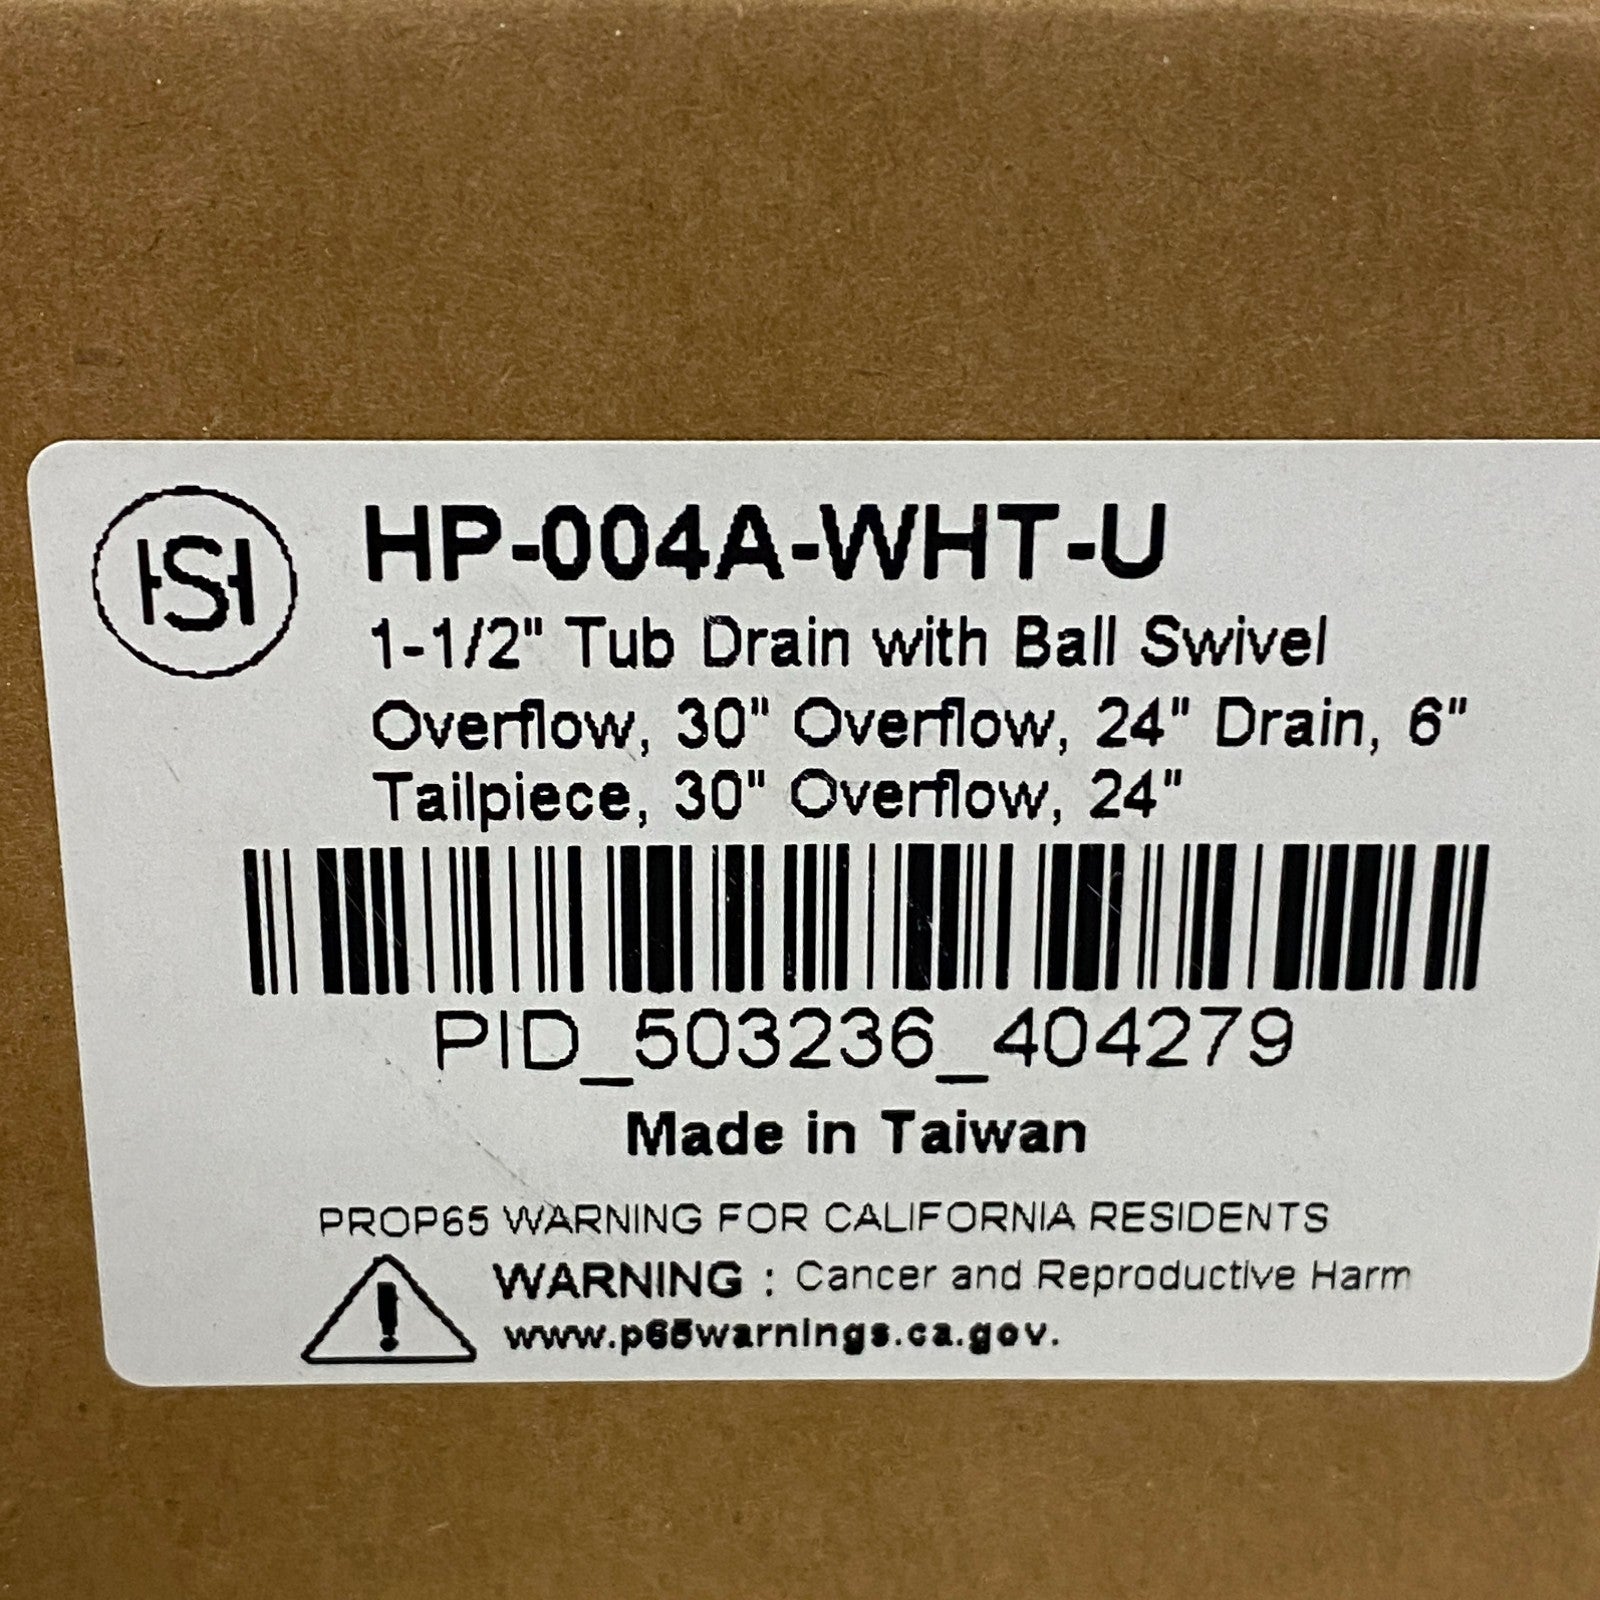 HSH
HP-004A-WHT-U
1-1/2" Tub Drain with Ball Swivel
Overflow, 30" Overflow, 24" Drain, 6"
Tailpiece, 30" Overflow, 24"
PID_503236_404279
Made in Taiwan
PROP65 WARNING FOR CALIFORNIA RESIDENTS
WARNING : Cancer and Reproductive Harm
www.p65warnings.ca.gov.